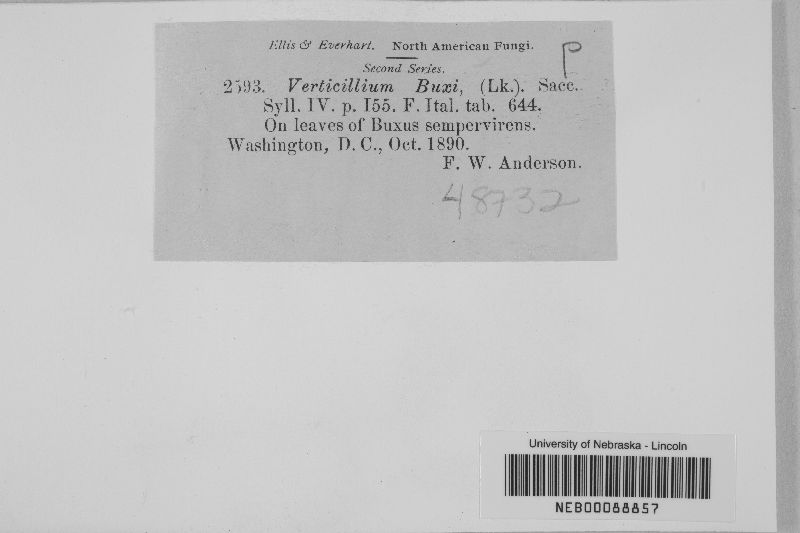 Ellis & Everhart. North American Fungi.
P
Second Series.
2593. Verticillium Buxi, (Lk.). Sacc.
Syll. IV. p. 155. F. Ital. tab. 644.
On leaves of Buxus sempervirens.
Washington, D. C., Oct. 1890.
F. W. Anderson.
48732
University of Nebraska - Lincoln
NEB00088857